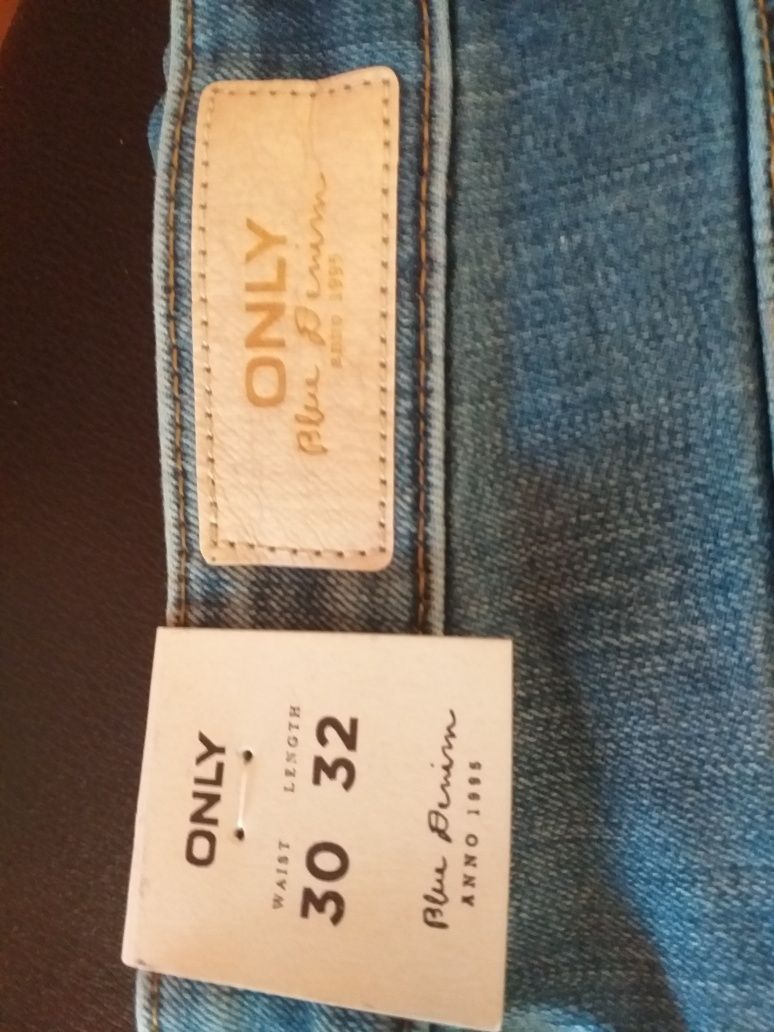 ONLY
Blue Denim
ANNO 1995
ONLY
WAIST LENGTH
30 32
Blue Denim
ANNO 1995